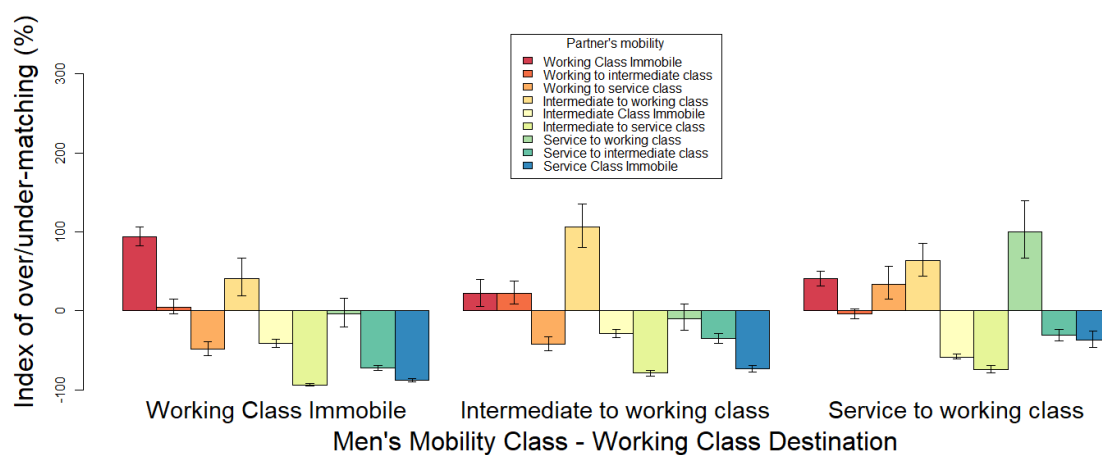 Index of over/under-matching (%)
300
200
100
0
-100
Partner's mobility
Working Class Immobile
Working to intermediate class
Working to service class
Intermediate to working class
Intermediate Class Immobile
Intermediate to service class
Service to working class
Service to intermediate class
Service Class Immobile
Working Class Immobile
Intermediate to working class
Service to working class
Men's Mobility Class - Working Class Destination